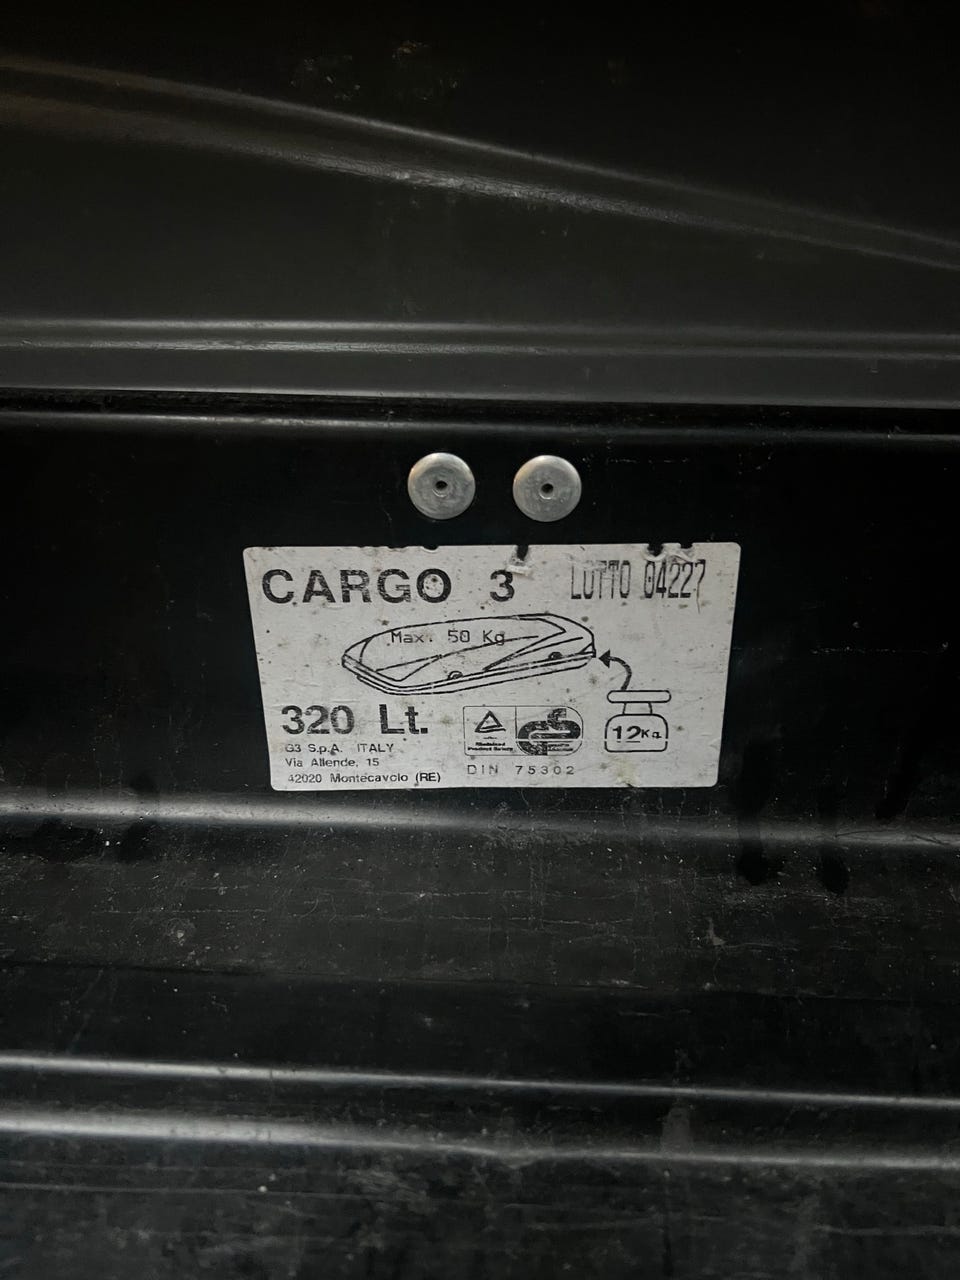 CARGO 3 LOTTO 04227
Max. 50 Kg
320 Lt.
12Kg.
G3 S.p.A. ITALY
Via Allende, 15
42020 Montecavolo (RE)
DIN 75302